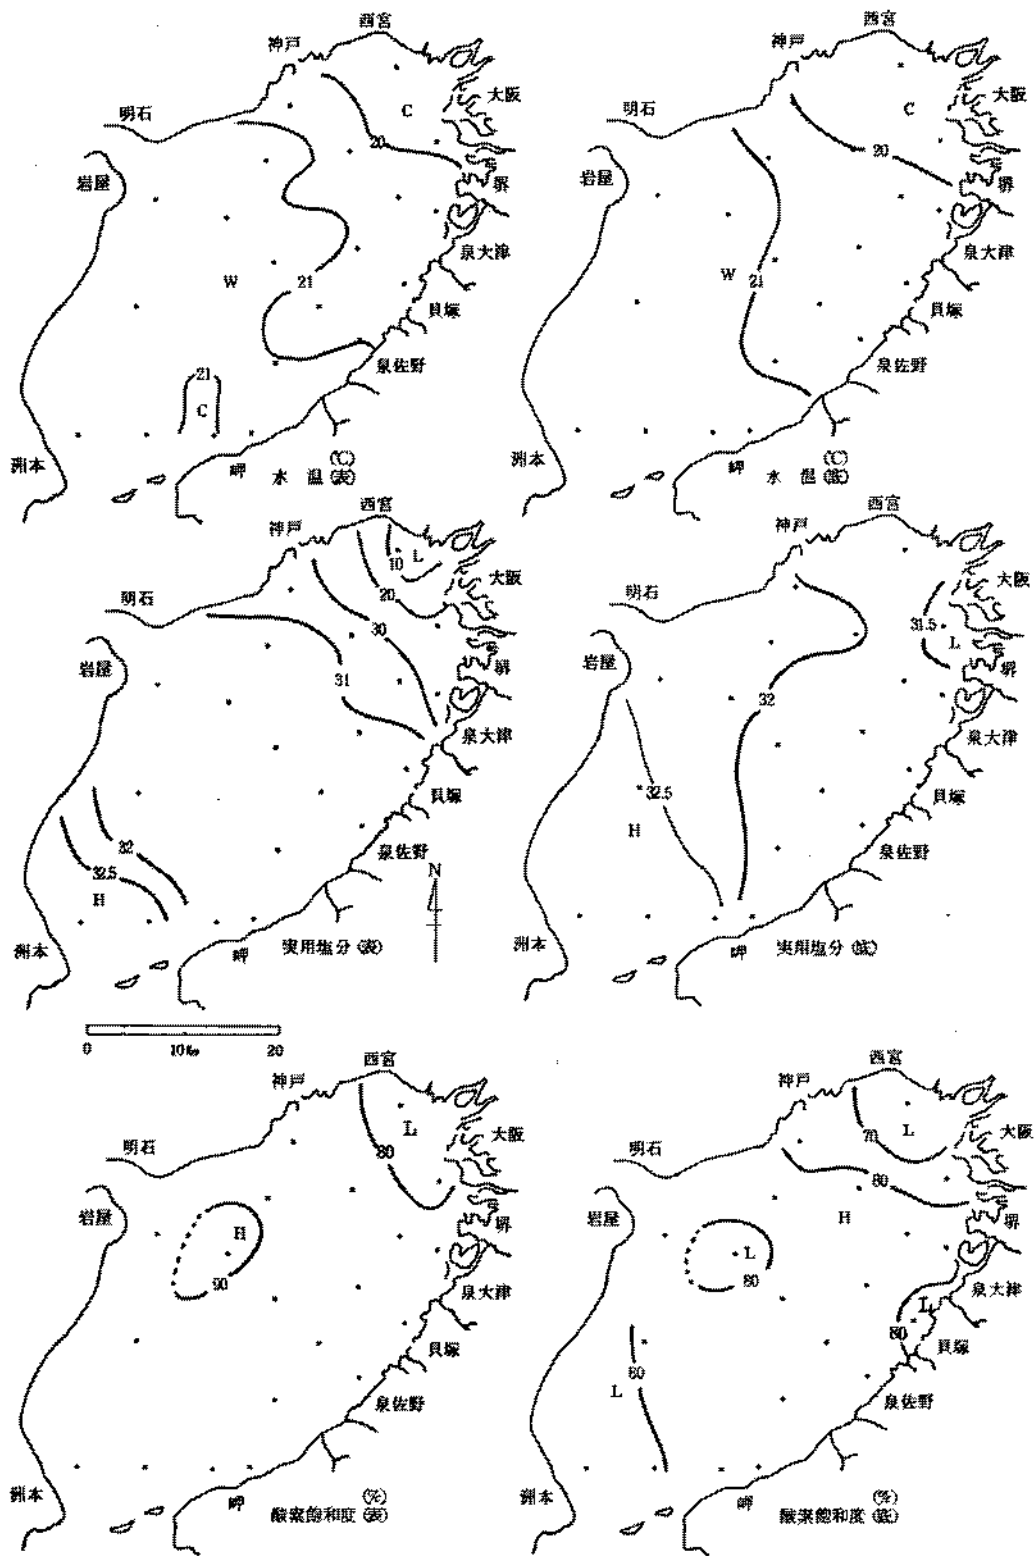 西宮
神戸
大阪
C
明石
20
岩屋
堺
泉大津
W
21
貝塚
泉佐野
21
C
洲本
岬
水温(表)
(℃)
西宮
神戸
大阪
C
明石
20
岩屋
堺
泉大津
W
21
貝塚
泉佐野
洲本
岬
水温(底)
(℃)
西宮
神戸
10
L
大阪
20
明石
30
岩屋
堺
31
泉大津
貝塚
32
泉佐野
32.5
H
N
洲本
岬
実用塩分(表)
西宮
神戸
大阪
明石
31.5
L
岩屋
堺
32
泉大津
32.5
貝塚
H
泉佐野
洲本
岬
実用塩分(底)
0
10km
20
西宮
神戸
L
大阪
80
明石
岩屋
H
堺
90
泉大津
貝塚
泉佐野
洲本
岬
(%)
酸素飽和度(表)
西宮
神戸
70
L
大阪
明石
80
岩屋
H
堺
L
80
泉大津
L
80
貝塚
L
泉佐野
洲本
岬
(%)
酸素飽和度(底)